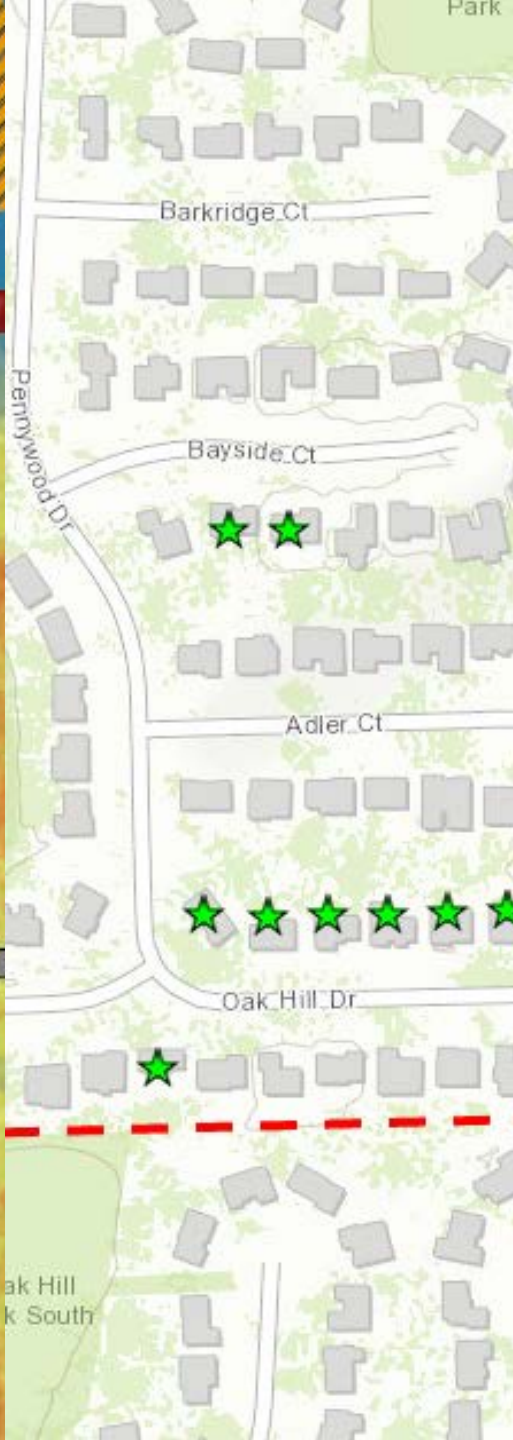 Park
Barkridge Ct
Pennywood Dr
Bayside Ct
Adler Ct
Oak Hill Dr
ak Hill
k South